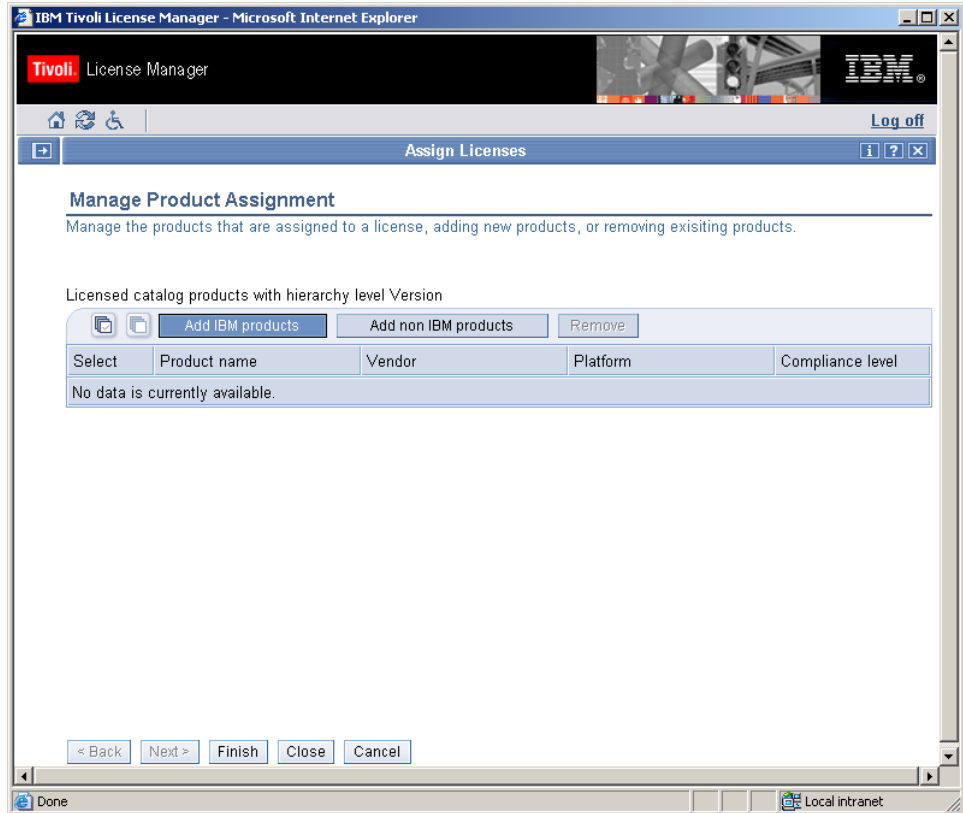 IBM Tivoli License Manager - Microsoft Internet Explorer
Tivoli. License Manager
IBM®
Log off
Assign Licenses
i ? X
Manage Product Assignment
Manage the products that are assigned to a license, adding new products, or removing exisiting products.
Licensed catalog products with hierarchy level Version
Add IBM products Add non IBM products Remove
Select Product name Vendor Platform Compliance level
No data is currently available.
< Back Next > Finish Close Cancel
Done Local intranet